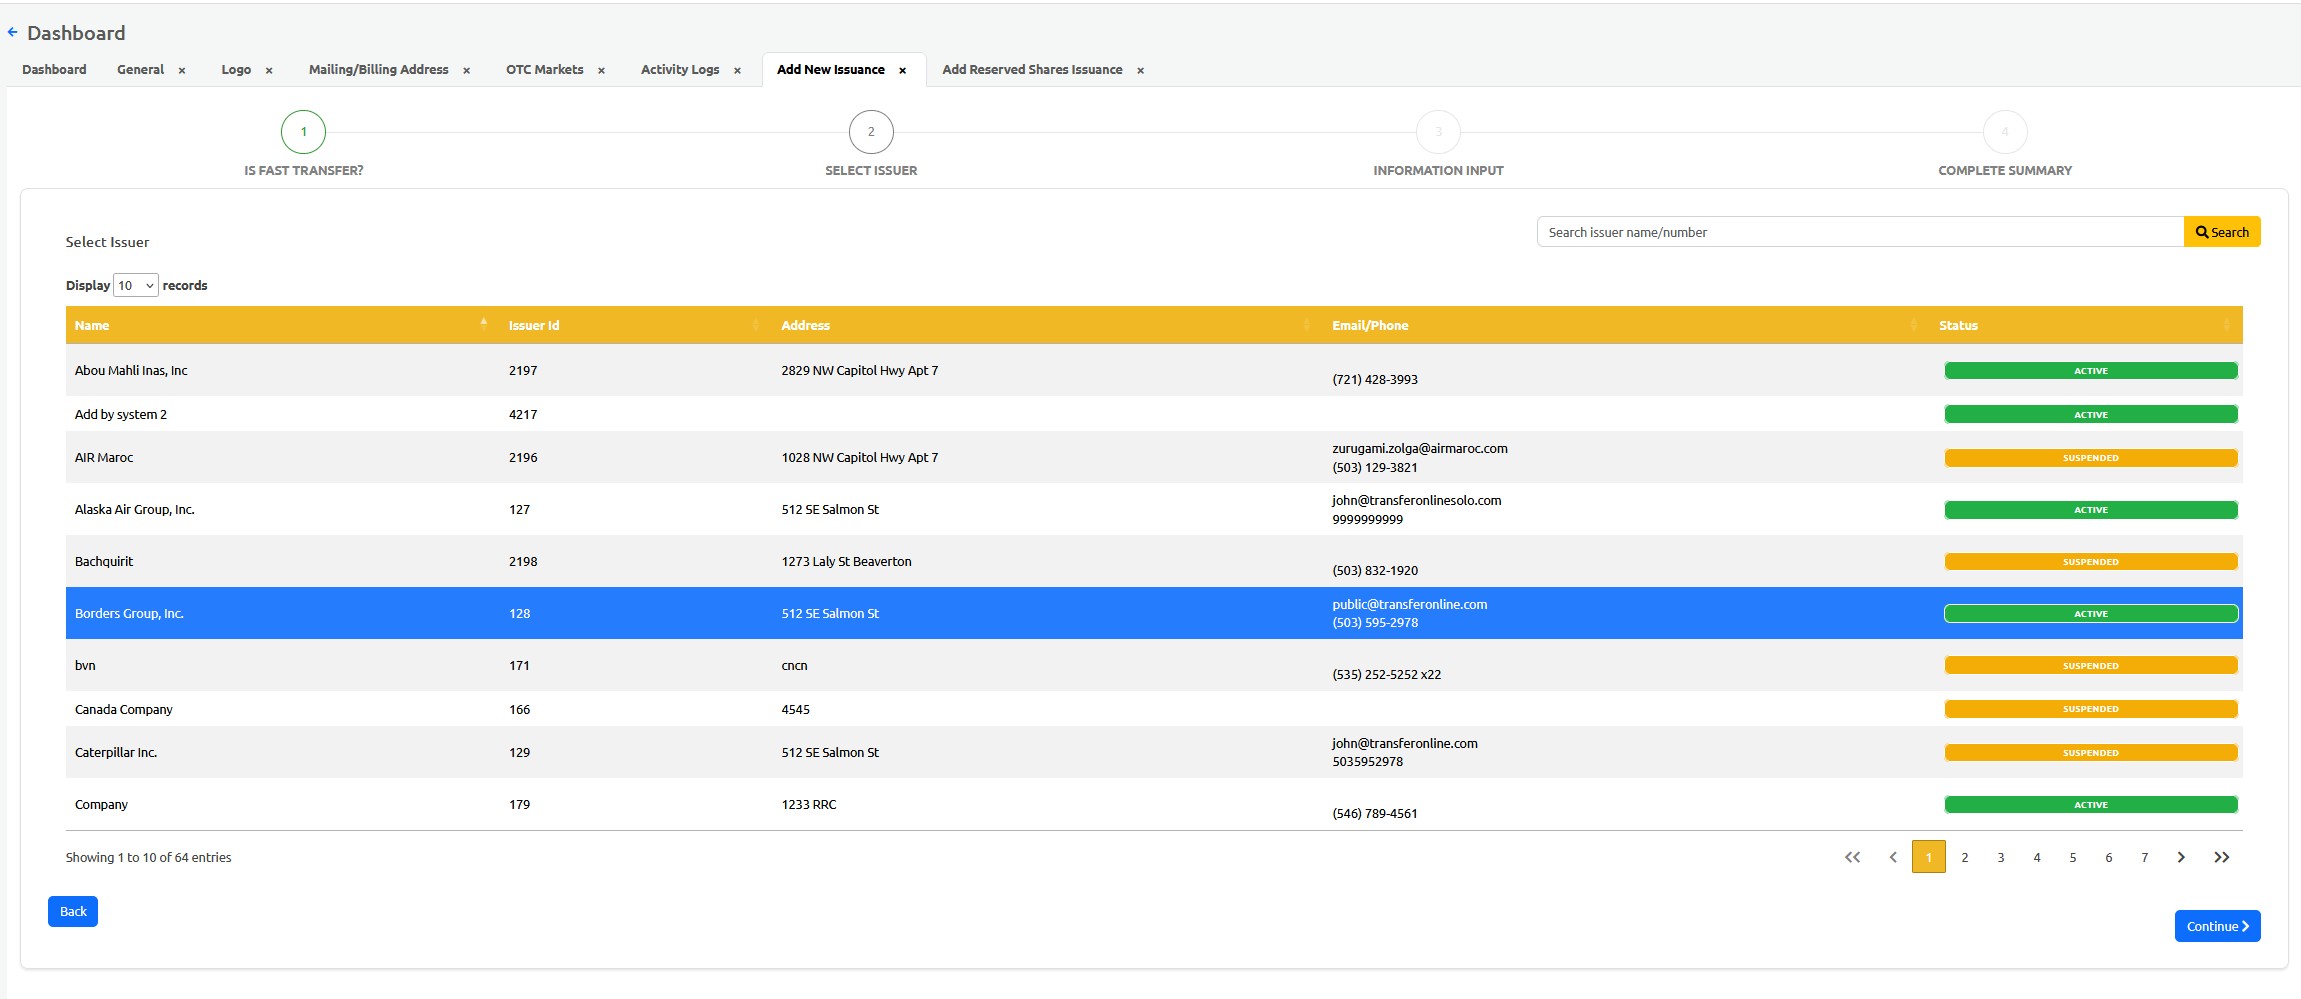 Dashboard
Dashboard General × Logo × Mailing/Billing Address × OTC Markets × Activity Logs × Add New Issuance × Add Reserved Shares Issuance ×
1 2 3 4
IS FAST TRANSFER? SELECT ISSUER INFORMATION INPUT COMPLETE SUMMARY
Select Issuer
Search issuer name/number Search
Display 10 records
Name Issuer Id Address Email/Phone Status
Abou Mahli Inas, Inc 2197 2829 NW Capitol Hwy Apt 7 (721) 428-3993 ACTIVE
Add by system 2 4217 ACTIVE
AIR Maroc 2196 1028 NW Capitol Hwy Apt 7 zurugami.zolga@airmaroc.com
(503) 129-3821 SUSPENDED
Alaska Air Group, Inc. 127 512 SE Salmon St john@transferonlinesolo.com
9999999999 ACTIVE
Bachquirit 2198 1273 Laly St Beaverton (503) 832-1920 SUSPENDED
Borders Group, Inc. 128 512 SE Salmon St public@transferonline.com
(503) 595-2978 ACTIVE
bvn 171 cncn (535) 252-5252 x22 SUSPENDED
Canada Company 166 4545 SUSPENDED
Caterpillar Inc. 129 512 SE Salmon St john@transferonline.com
5035952978 SUSPENDED
Company 179 1233 RRC (546) 789-4561 ACTIVE
Showing 1 to 10 of 64 entries
1 2 3 4 5 6 7
Back
Continue